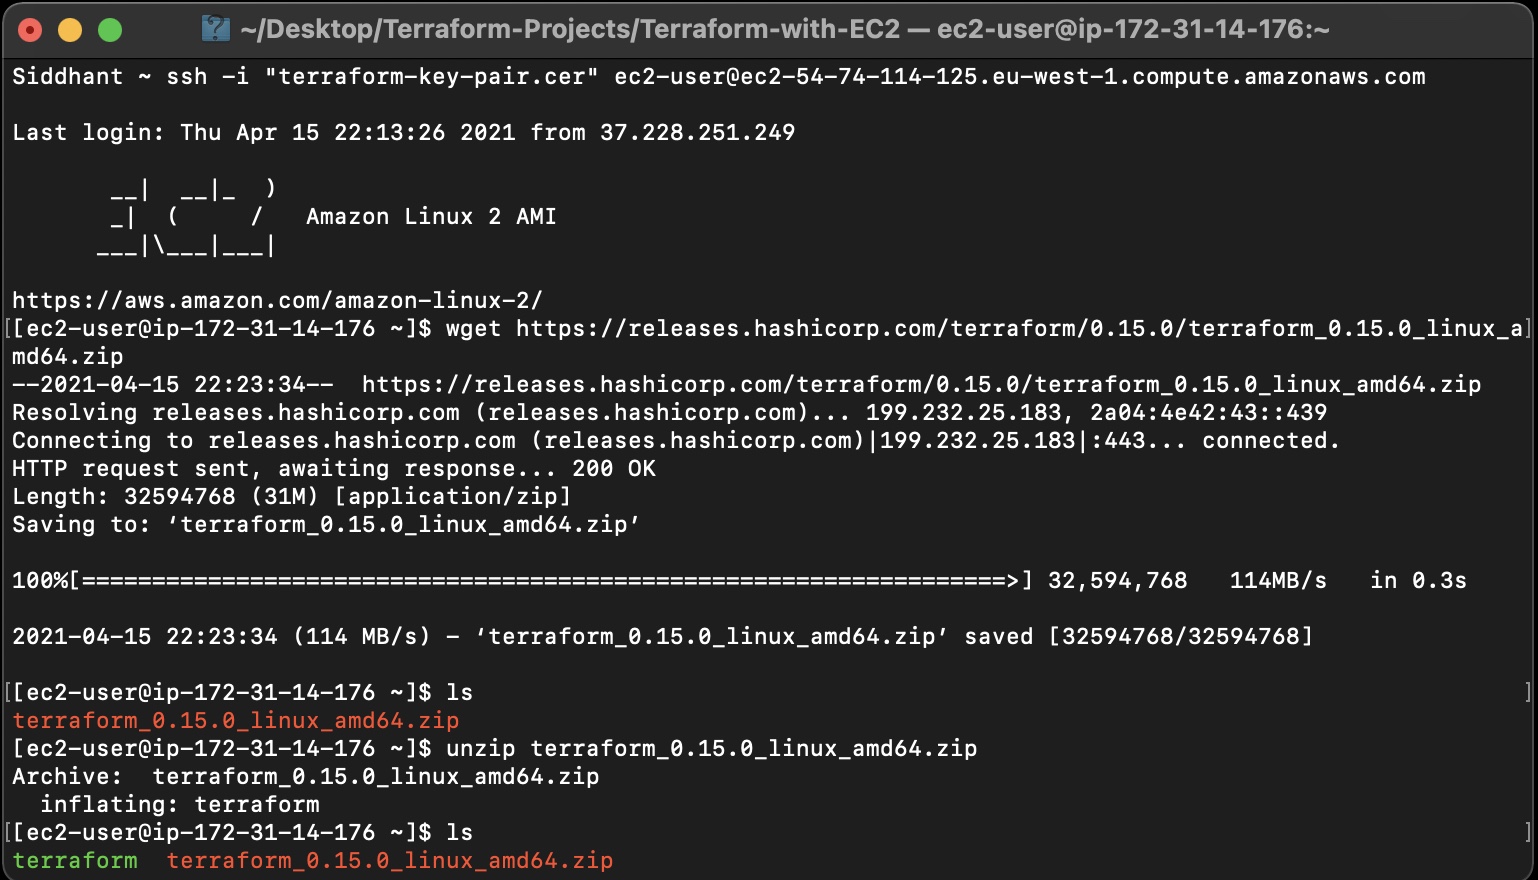 ~/Desktop/Terraform-Projects/Terraform-with-EC2 — ec2-user@ip-172-31-14-176:~
Siddhant ~ ssh -i "terraform-key-pair.cer" ec2-user@ec2-54-74-114-125.eu-west-1.compute.amazonaws.com
Last login: Thu Apr 15 22:13:26 2021 from 37.228.251.249
       __|  __|_  )
       _|  (     /   Amazon Linux 2 AMI
      ___|\___|___|
https://aws.amazon.com/amazon-linux-2/
[[ec2-user@ip-172-31-14-176 ~]$ wget https://releases.hashicorp.com/terraform/0.15.0/terraform_0.15.0_linux_a]
md64.zip
--2021-04-15 22:23:34--  https://releases.hashicorp.com/terraform/0.15.0/terraform_0.15.0_linux_amd64.zip
Resolving releases.hashicorp.com (releases.hashicorp.com)... 199.232.25.183, 2a04:4e42:43::439
Connecting to releases.hashicorp.com (releases.hashicorp.com)|199.232.25.183|:443... connected.
HTTP request sent, awaiting response... 200 OK
Length: 32594768 (31M) [application/zip]
Saving to: ‘terraform_0.15.0_linux_amd64.zip’
100%[==================================================================>] 32,594,768   114MB/s   in 0.3s
2021-04-15 22:23:34 (114 MB/s) - ‘terraform_0.15.0_linux_amd64.zip’ saved [32594768/32594768]
[[ec2-user@ip-172-31-14-176 ~]$ ls ]
terraform_0.15.0_linux_amd64.zip
[ec2-user@ip-172-31-14-176 ~]$ unzip terraform_0.15.0_linux_amd64.zip
Archive:  terraform_0.15.0_linux_amd64.zip
  inflating: terraform
[[ec2-user@ip-172-31-14-176 ~]$ ls ]
terraform  terraform_0.15.0_linux_amd64.zip